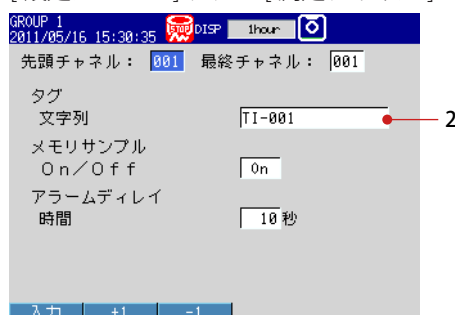 GROUP 1
2011/05/16 15:30:35 STOP DISP 1hour
先頭チャネル： 001 最終チャネル： 001
タグ
文字列 TI-001 2
メモリサンプル
On／Off On
アラームディレイ
時間 10秒
入力 +1 -1